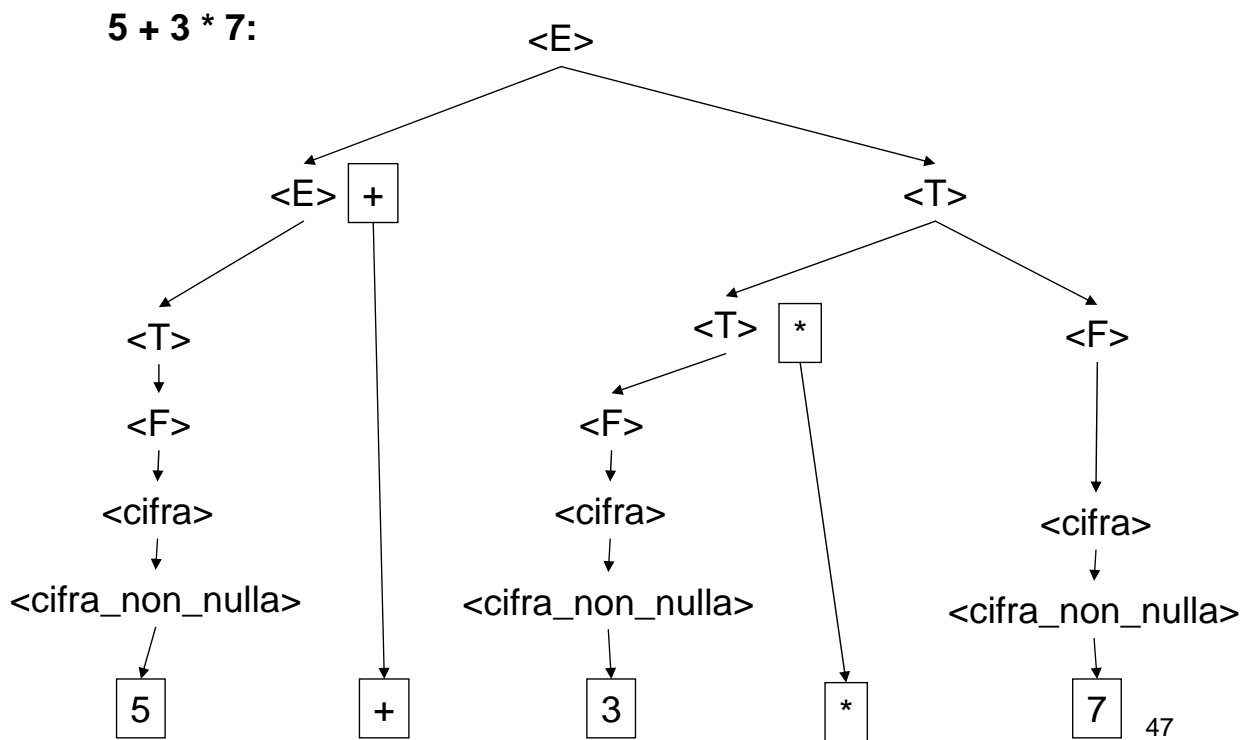 5 + 3 * 7:
<E>
<E> + <T>
<T> <T> * <F>
<F> <F>
<cifra> <cifra> <cifra>
<cifra_non_nulla> <cifra_non_nulla> <cifra_non_nulla>
5 + 3 * 7
47